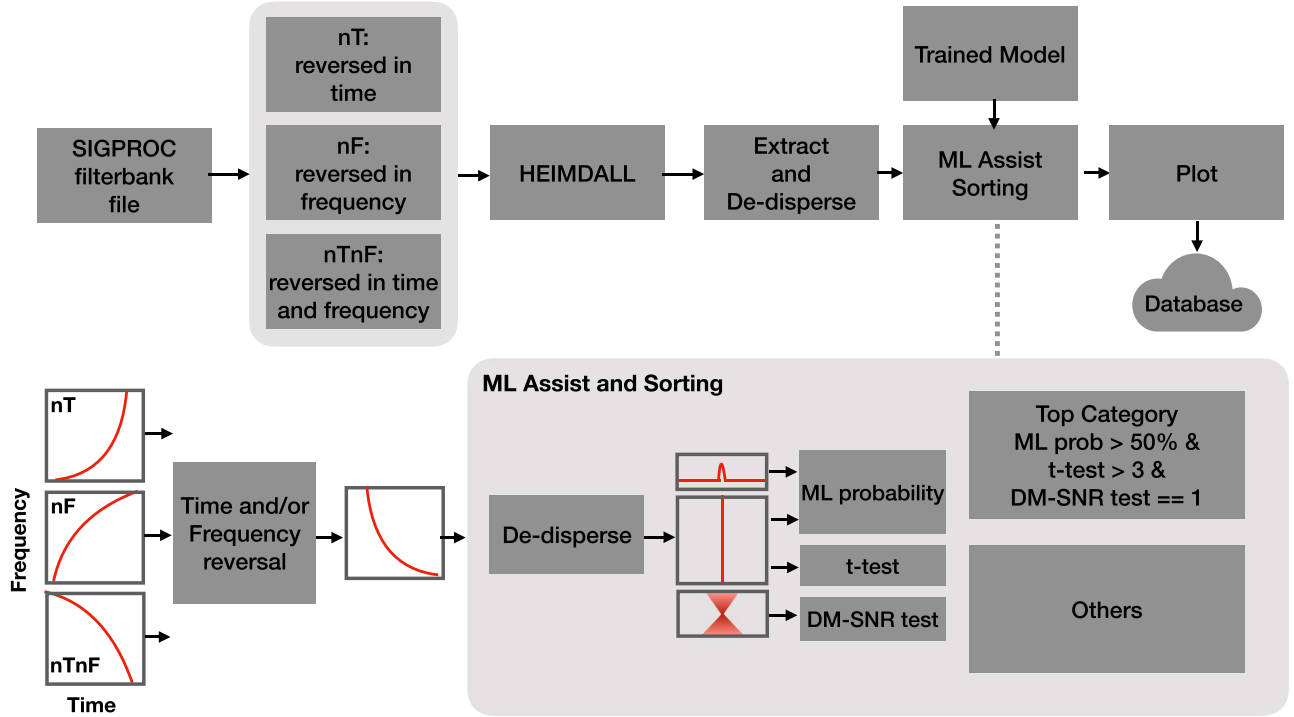 SIGPROC
filterbank
file
nT:
reversed in
time
nF:
reversed in
frequency
nTnF:
reversed in time
and frequency
HEIMDALL
Extract
and
De-disperse
Trained Model
ML Assist
Sorting
Plot
Database
Frequency
nT
nF
nTnF
Time
Time and/or
Frequency
reversal
ML Assist and Sorting
De-disperse
ML probability
t-test
DM-SNR test
Top Category
ML prob > 50% &
t-test > 3 &
DM-SNR test == 1
Others